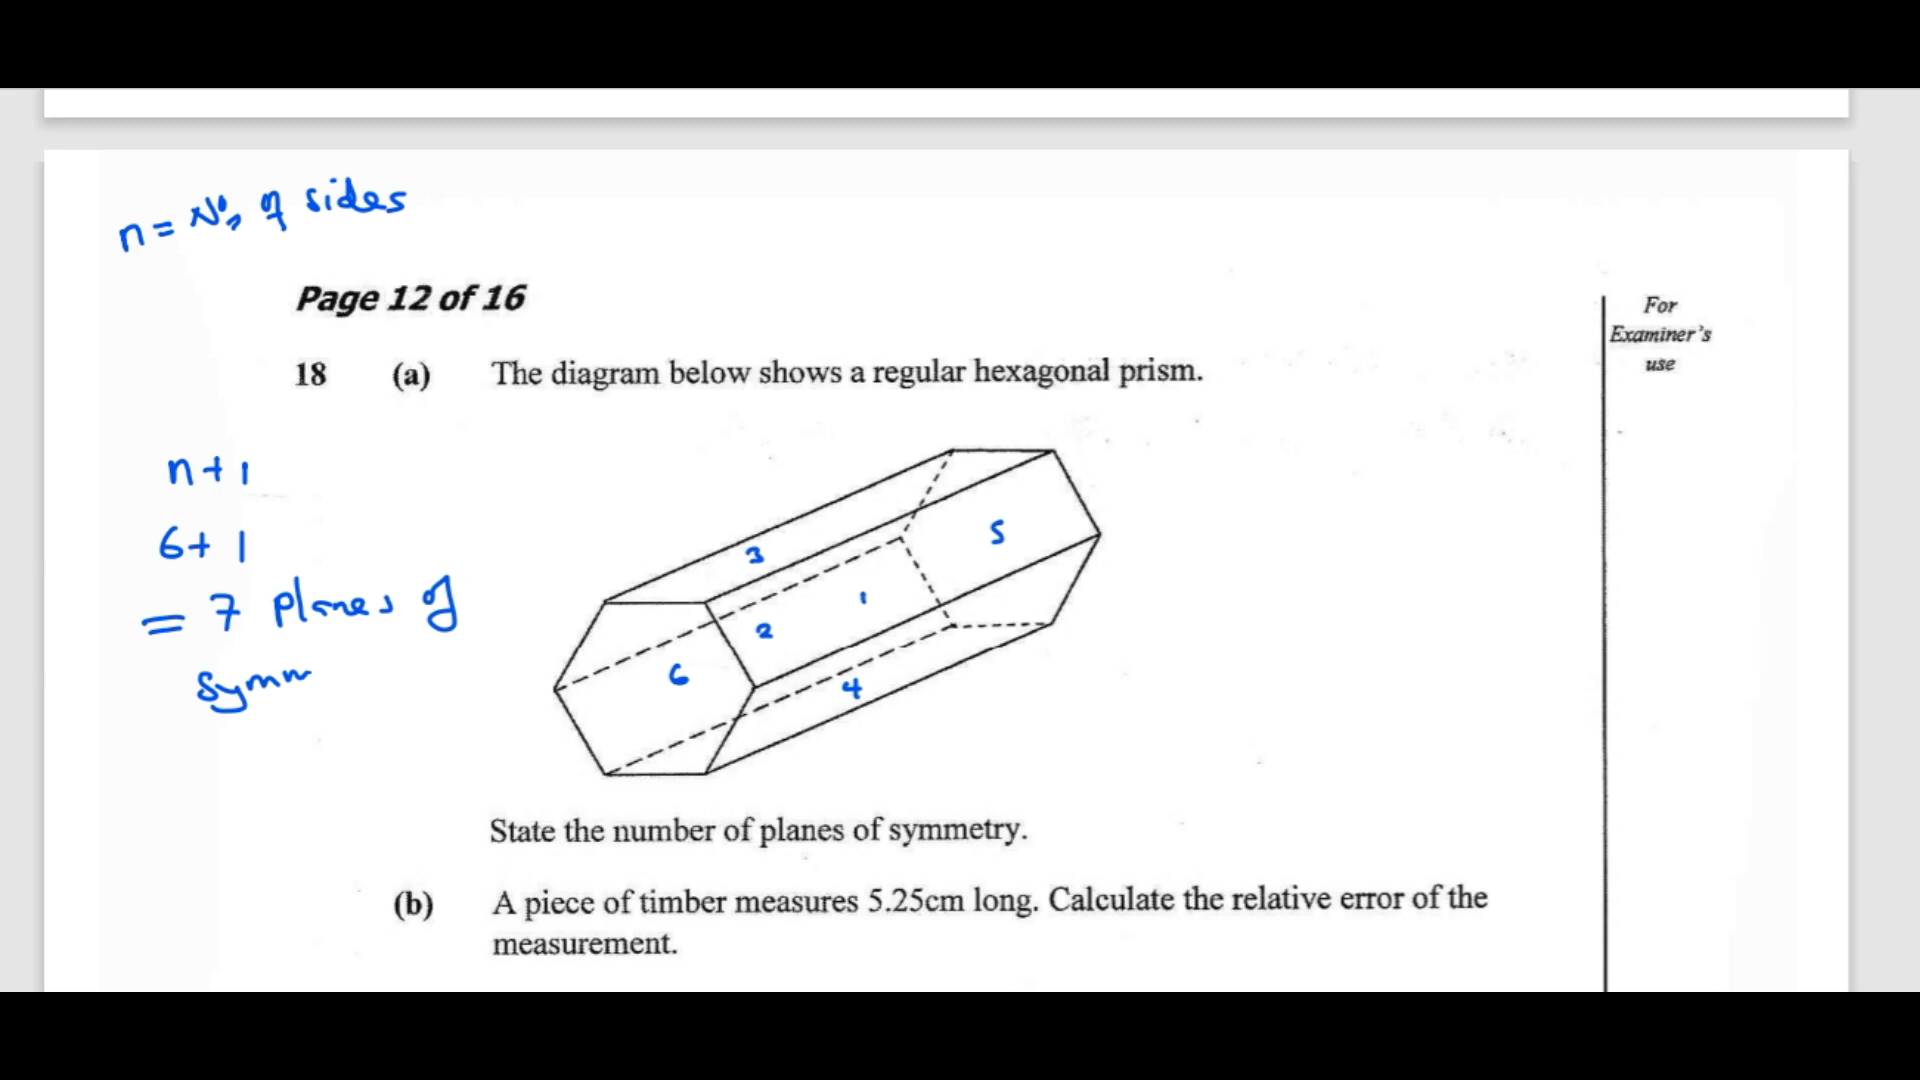 n = No. of sides
Page 12 of 16
For
Examiner's
use
18 (a) The diagram below shows a regular hexagonal prism.
n + 1
6 + 1
= 7 planes of
symm
3
5
1
2
6
4
State the number of planes of symmetry.
(b) A piece of timber measures 5.25cm long. Calculate the relative error of the
measurement.